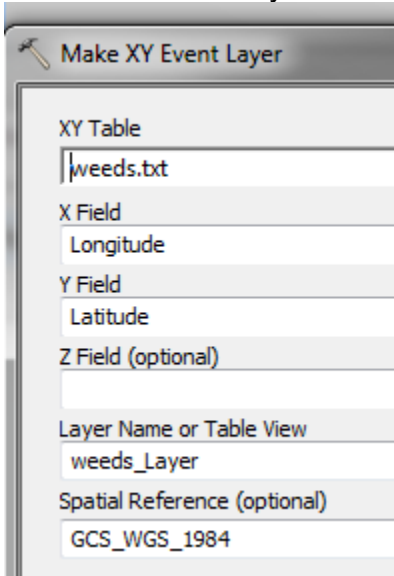 Make XY Event Layer
XY Table
weeds.txt
X Field
Longitude
Y Field
Latitude
Z Field (optional)
Layer Name or Table View
weeds_Layer
Spatial Reference (optional)
GCS_WGS_1984